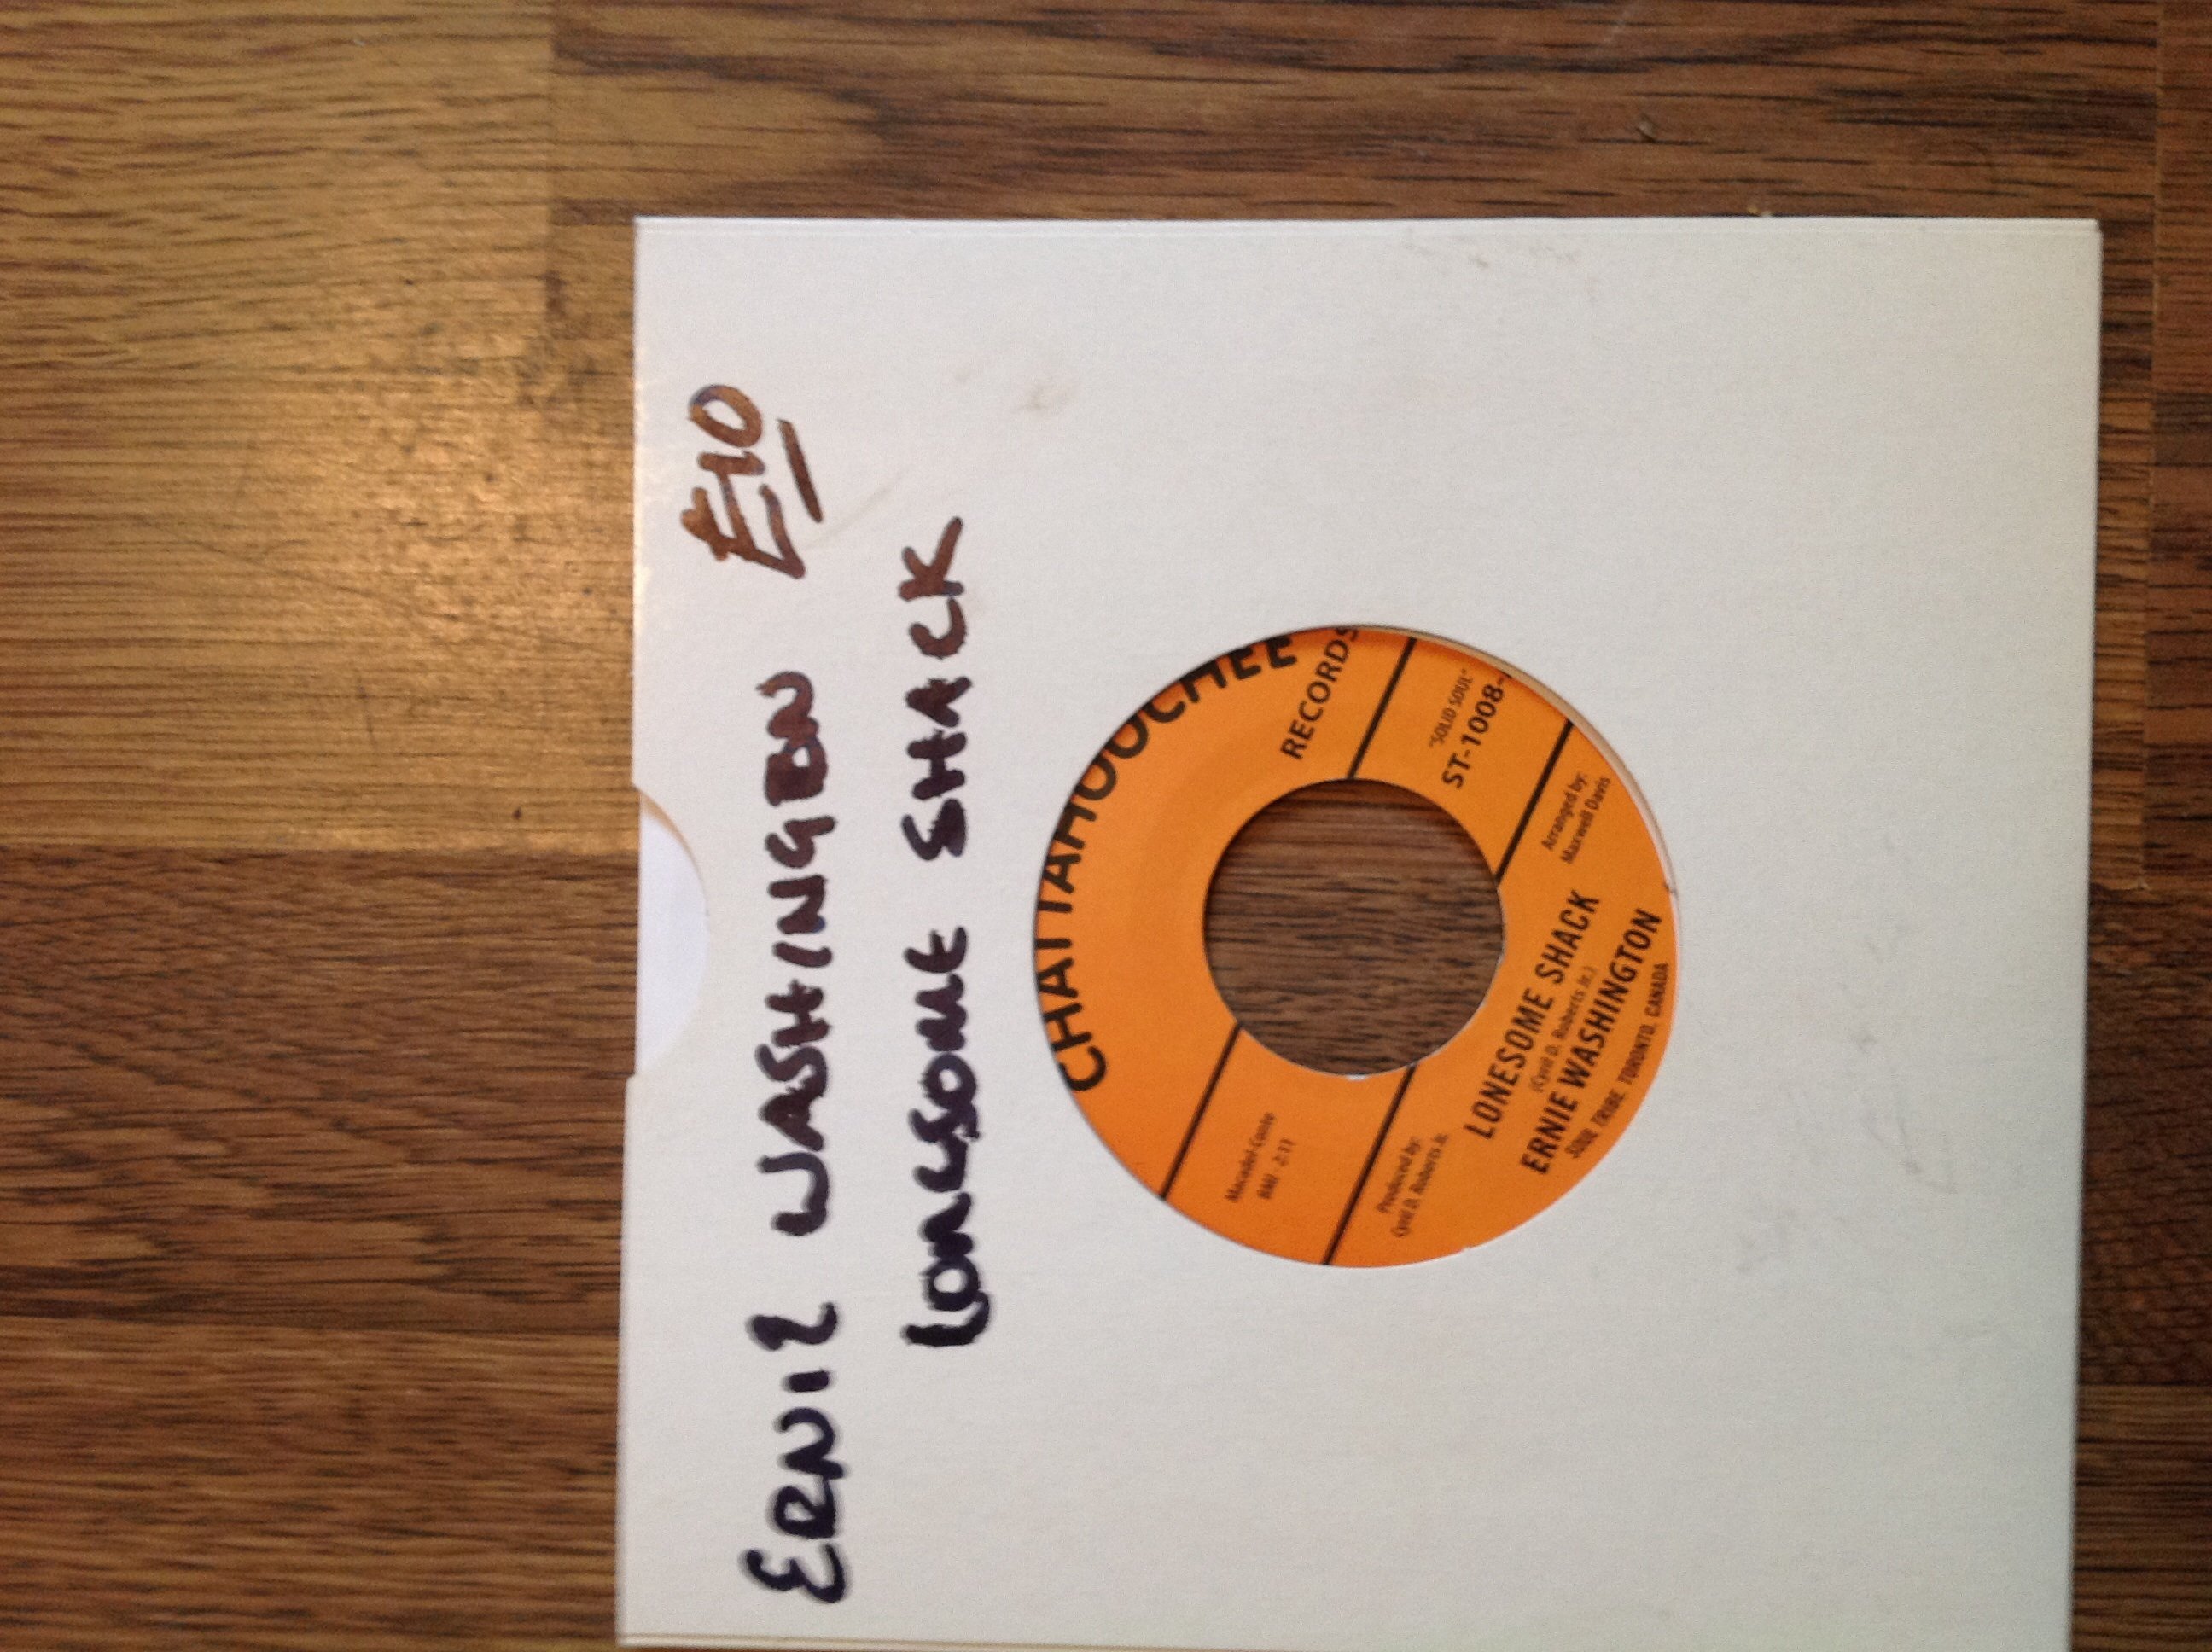 ERNIE WASHINGTON £10
LONESOME SHACK
CHATTAHOOCHEE
RECORDS
"SOLID SOUL"
ST-1008-
Macadel-Conte
BMI 2:11
Arranged by:
Maxwell Davis
Produced by:
Cyril D. Roberts Jr.
LONESOME SHACK
(Cyril D. Roberts Jr.)
ERNIE WASHINGTON
SOUL TRIBE. TORONTO, CANADA